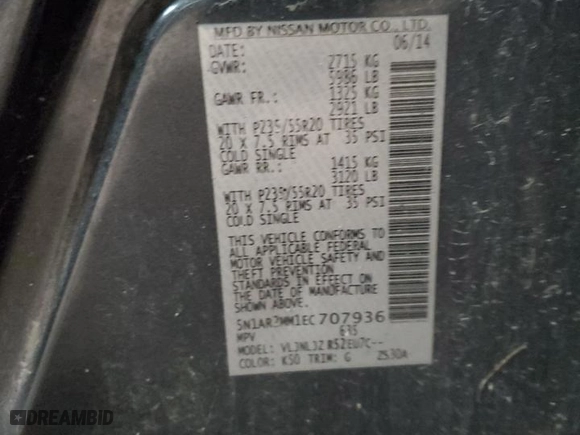 MFD BY NISSAN MOTOR CO., LTD.
DATE: 06/14
GVWR: 2715 KG
5986 LB
GAWR FR.: 1325 KG
2921 LB
WITH P235/55R20 TIRES
20 X 7.5 RIMS AT 35 PSI
COLD SINGLE
GAWR RR.: 1415 KG
3120 LB
WITH P235/55R20 TIRES
20 X 7.5 RIMS AT 35 PSI
COLD SINGLE
THIS VEHICLE CONFORMS TO
ALL APPLICABLE FEDERAL
MOTOR VEHICLE SAFETY AND
THEFT PREVENTION
STANDARDS IN EFFECT ON
THE DATE OF MANUFACTURE
SHOWN ABOVE.
5N1AR2MM1EC707936
MPV
MODEL:
COLOR: K50 TRIM: G
DREAMBID